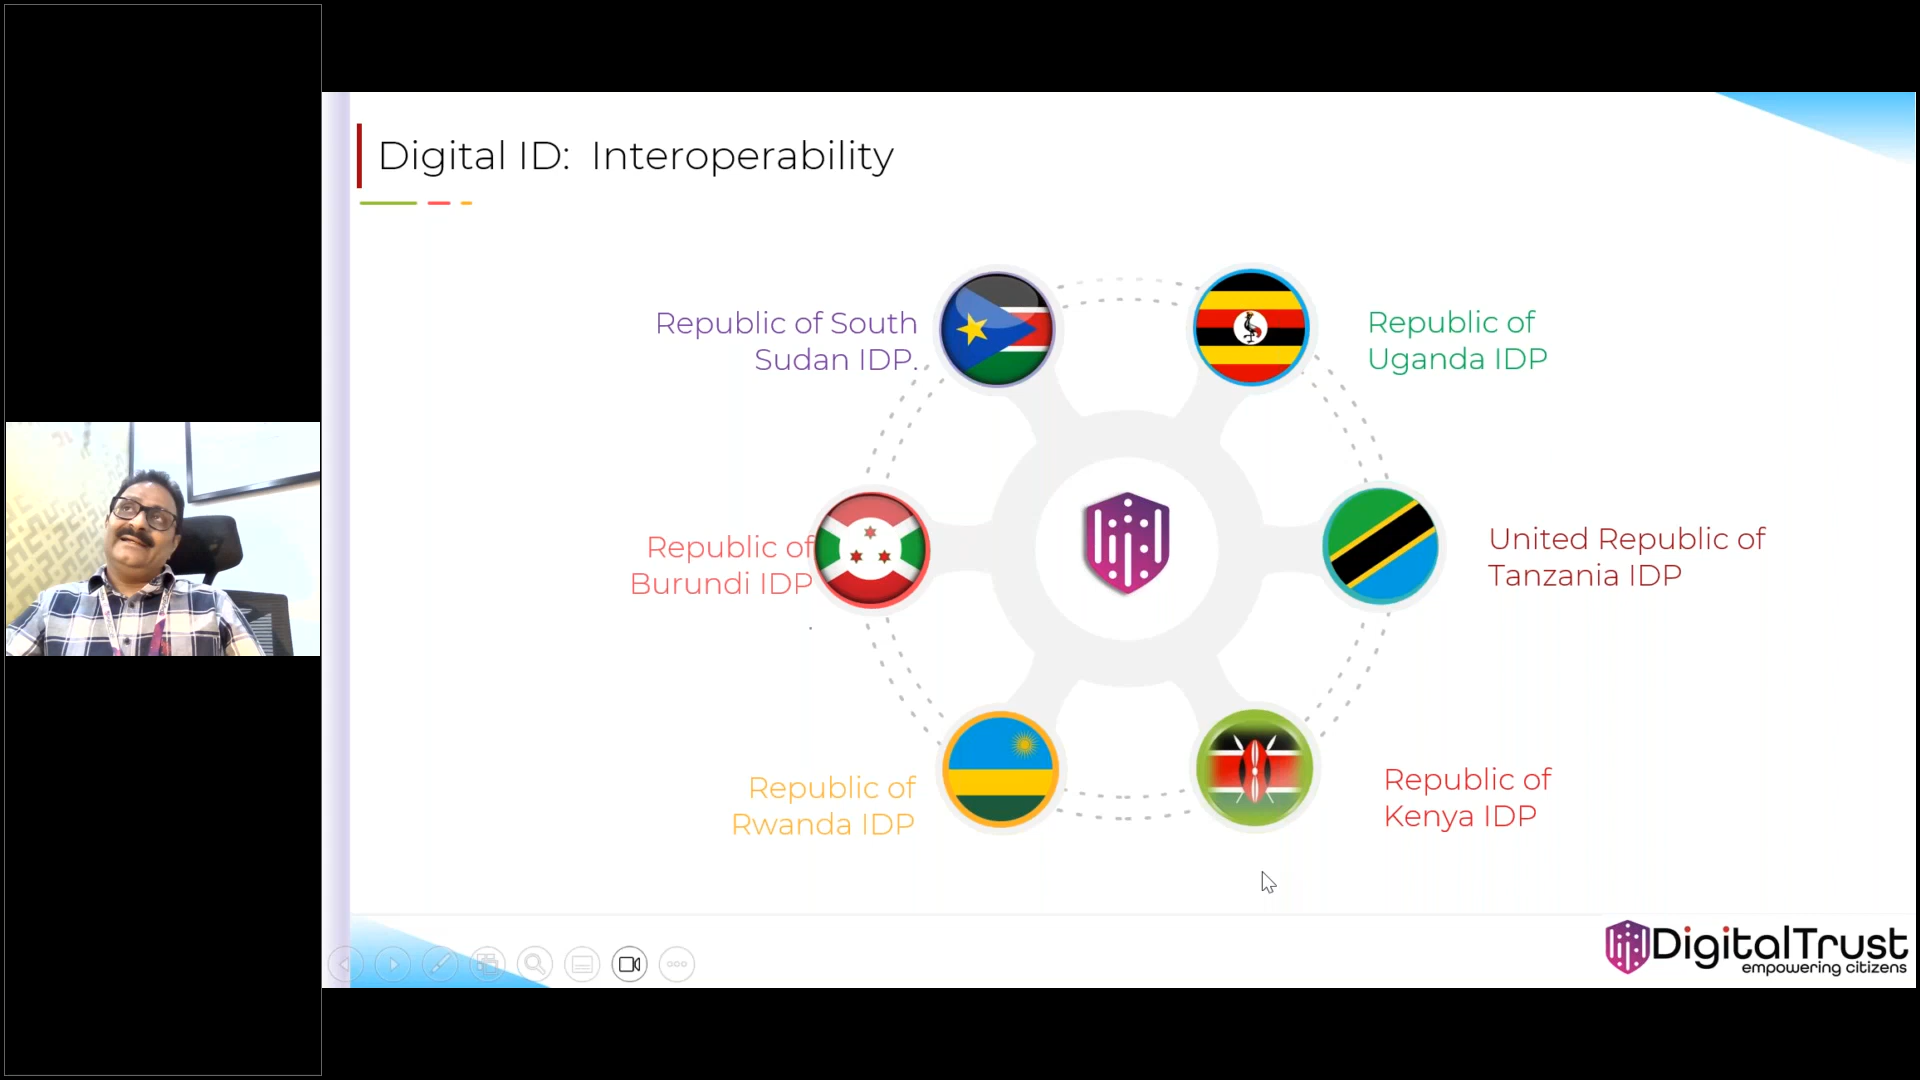 Digital ID: Interoperability
Republic of South
Sudan IDP.
Republic of
Uganda IDP
Republic of
Burundi IDP
United Republic of
Tanzania IDP
Republic of
Rwanda IDP
Republic of
Kenya IDP
DigitalTrust
empowering citizens